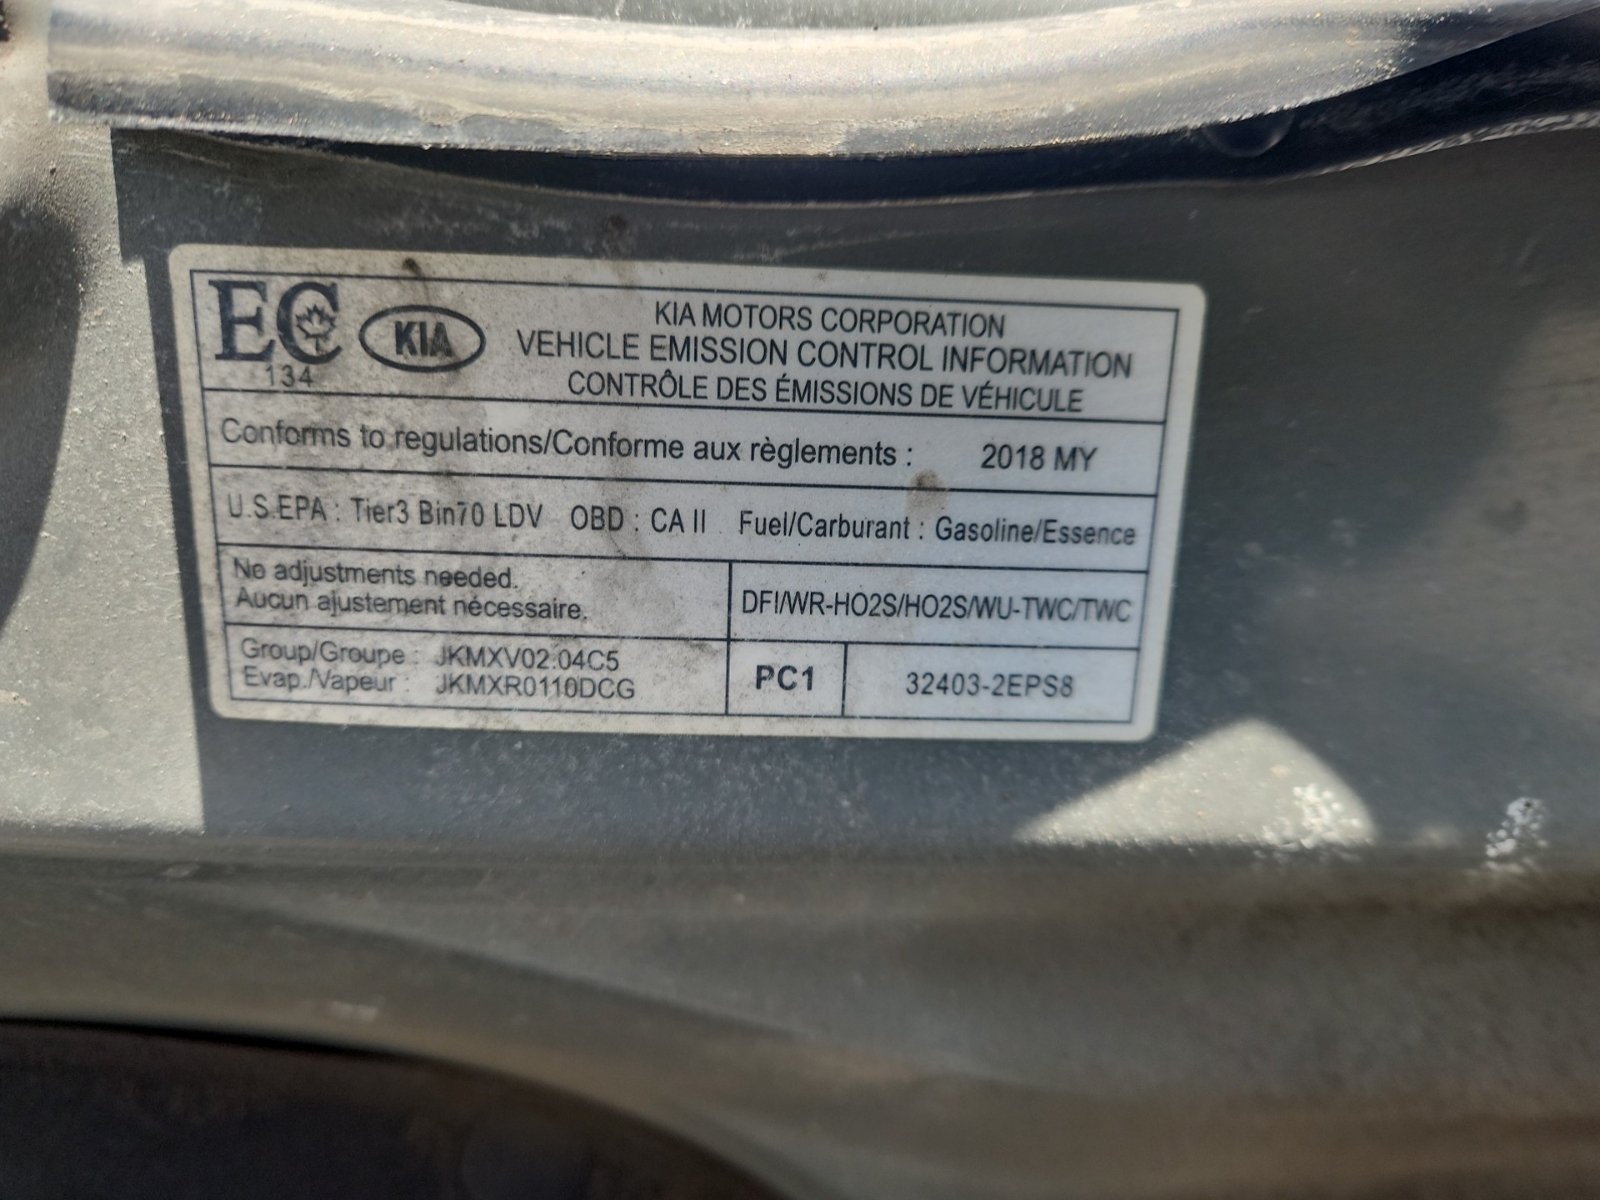 EC
134
KIA
KIA MOTORS CORPORATION
VEHICLE EMISSION CONTROL INFORMATION
CONTRÔLE DES ÉMISSIONS DE VÉHICULE
Conforms to regulations/Conforme aux règlements : 2018 MY
U.S.EPA : Tier3 Bin70 LDV OBD : CA II Fuel/Carburant : Gasoline/Essence
No adjustments needed.
Aucun ajustement nécessaire.
DFI/WR-HO2S/HO2S/WU-TWC/TWC
Group/Groupe : JKMXV02.04C5
Evap./Vapeur : JKMXR0110DCG
PC1
32403-2EPS8